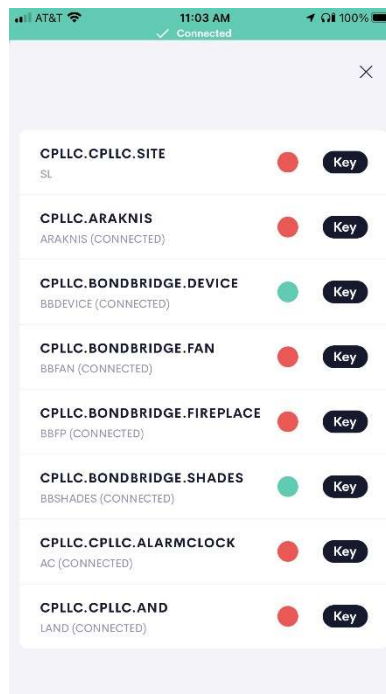 AT&T 11:03 AM 100%
Connected
CPLLC.CPLLC.SITE Key
SL
CPLLC.ARAKNIS Key
ARAKNIS (CONNECTED)
CPLLC.BONDBRIDGE.DEVICE Key
BBDEVICE (CONNECTED)
CPLLC.BONDBRIDGE.FAN Key
BBFAN (CONNECTED)
CPLLC.BONDBRIDGE.FIREPLACE Key
BBFP (CONNECTED)
CPLLC.BONDBRIDGE.SHADES Key
BBSHADES (CONNECTED)
CPLLC.CPLLC.ALARMCLOCK Key
AC (CONNECTED)
CPLLC.CPLLC.AND Key
LAND (CONNECTED)